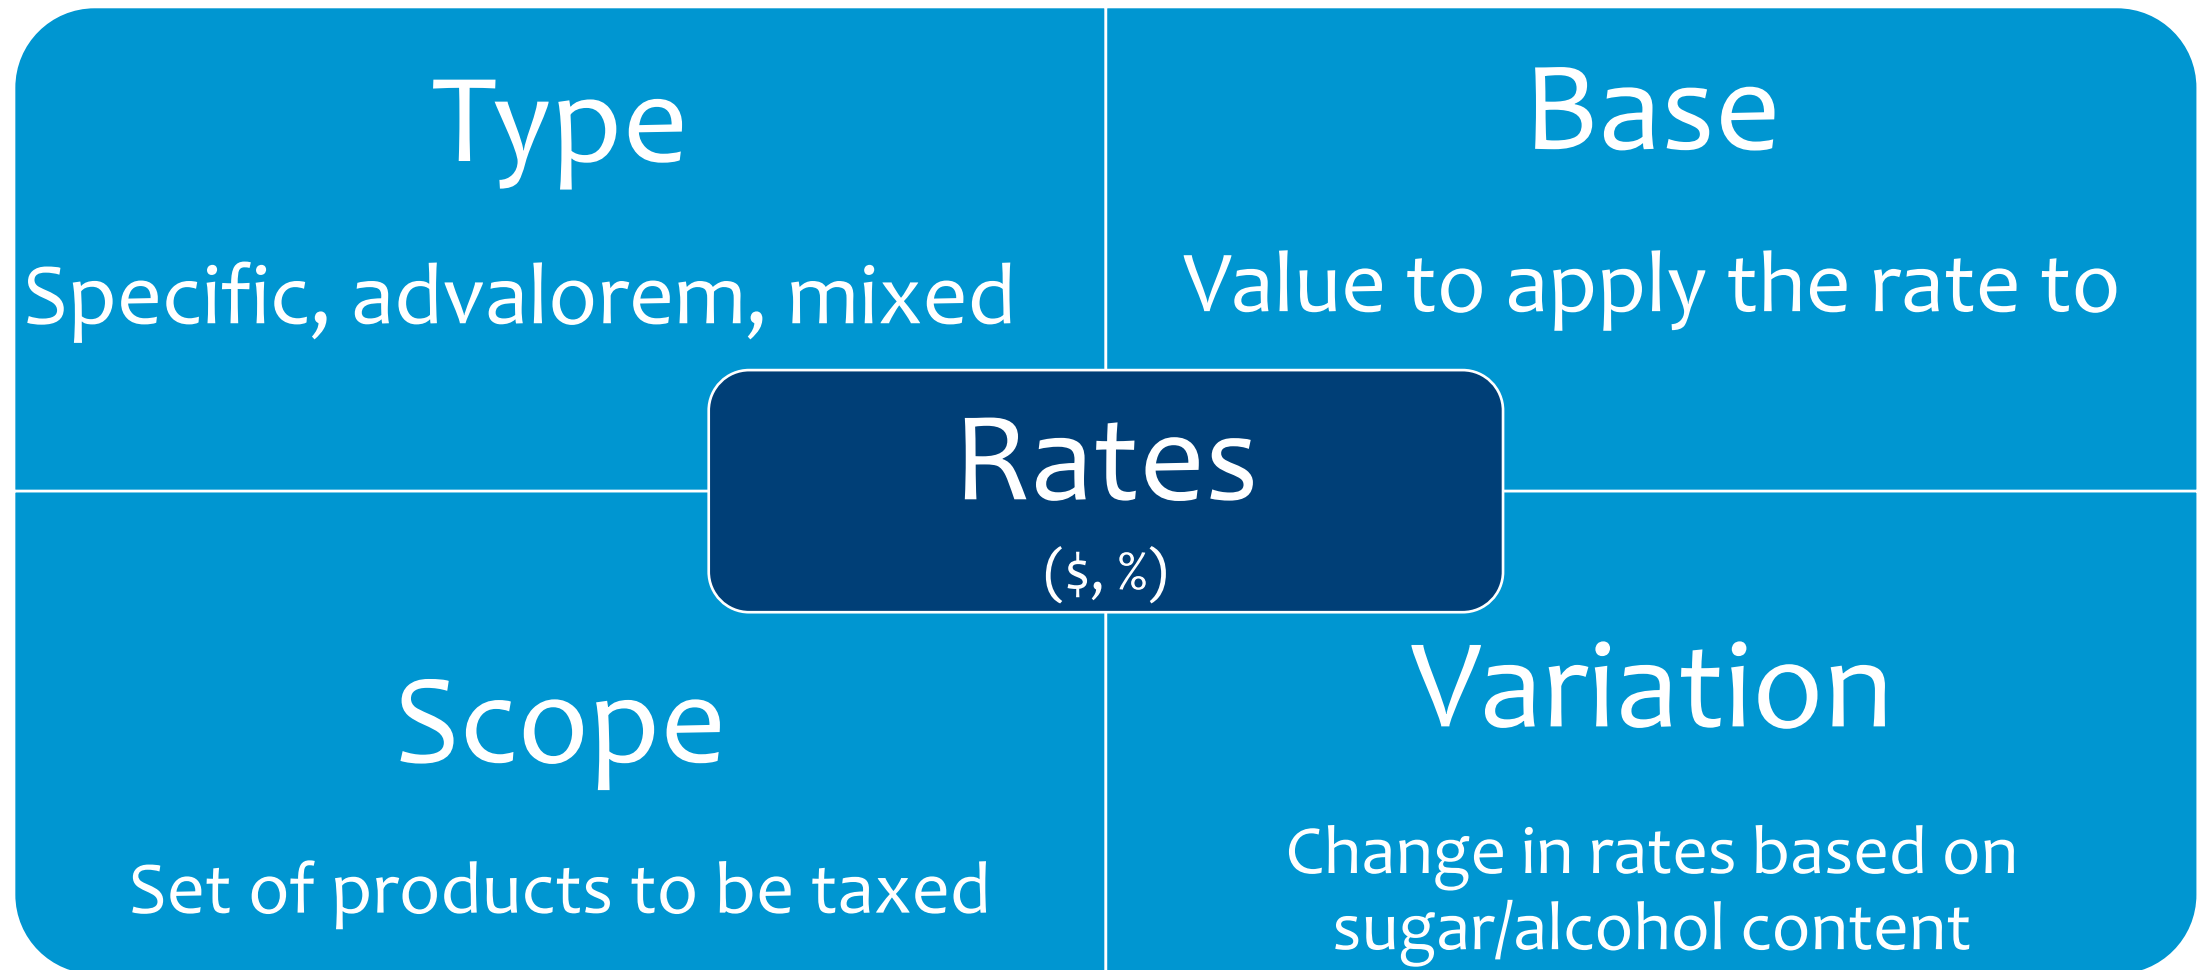 Type
Specific, advalorem, mixed
Base
Value to apply the rate to
Rates
($, %)
Scope
Set of products to be taxed
Variation
Change in rates based on
sugar/alcohol content